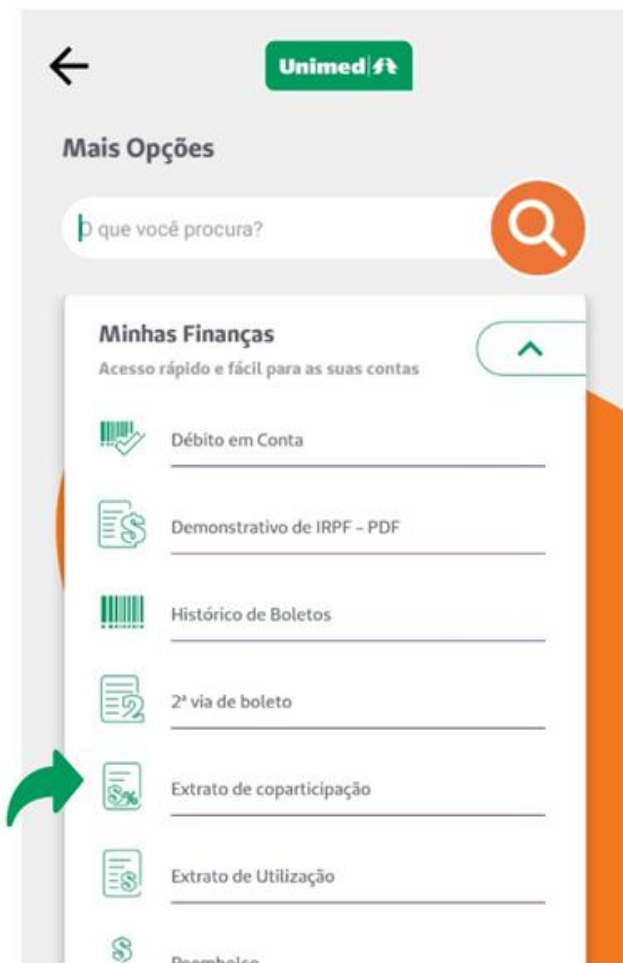 Unimed
Mais Opções
O que você procura?
Minhas Finanças
Acesso rápido e fácil para as suas contas
Débito em Conta
Demonstrativo de IRPF - PDF
Histórico de Boletos
2ª via de boleto
Extrato de coparticipação
Extrato de Utilização
Reembolso